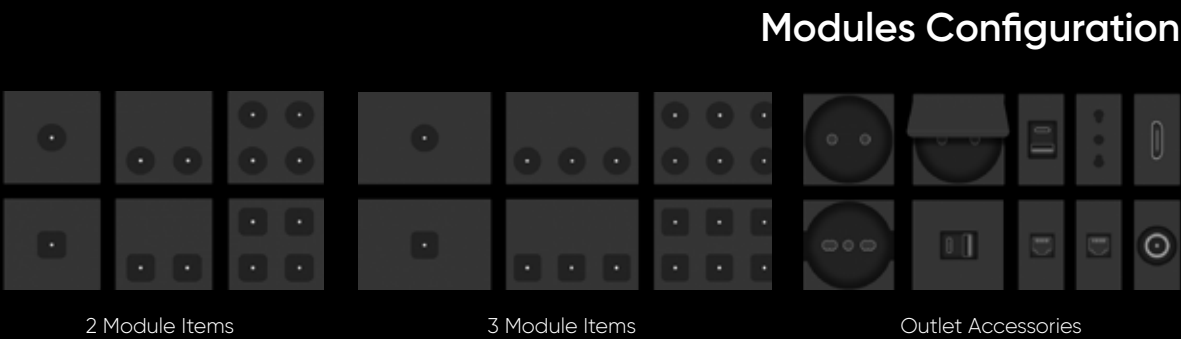 Modules Configuration
2 Module Items
3 Module Items
Outlet Accessories